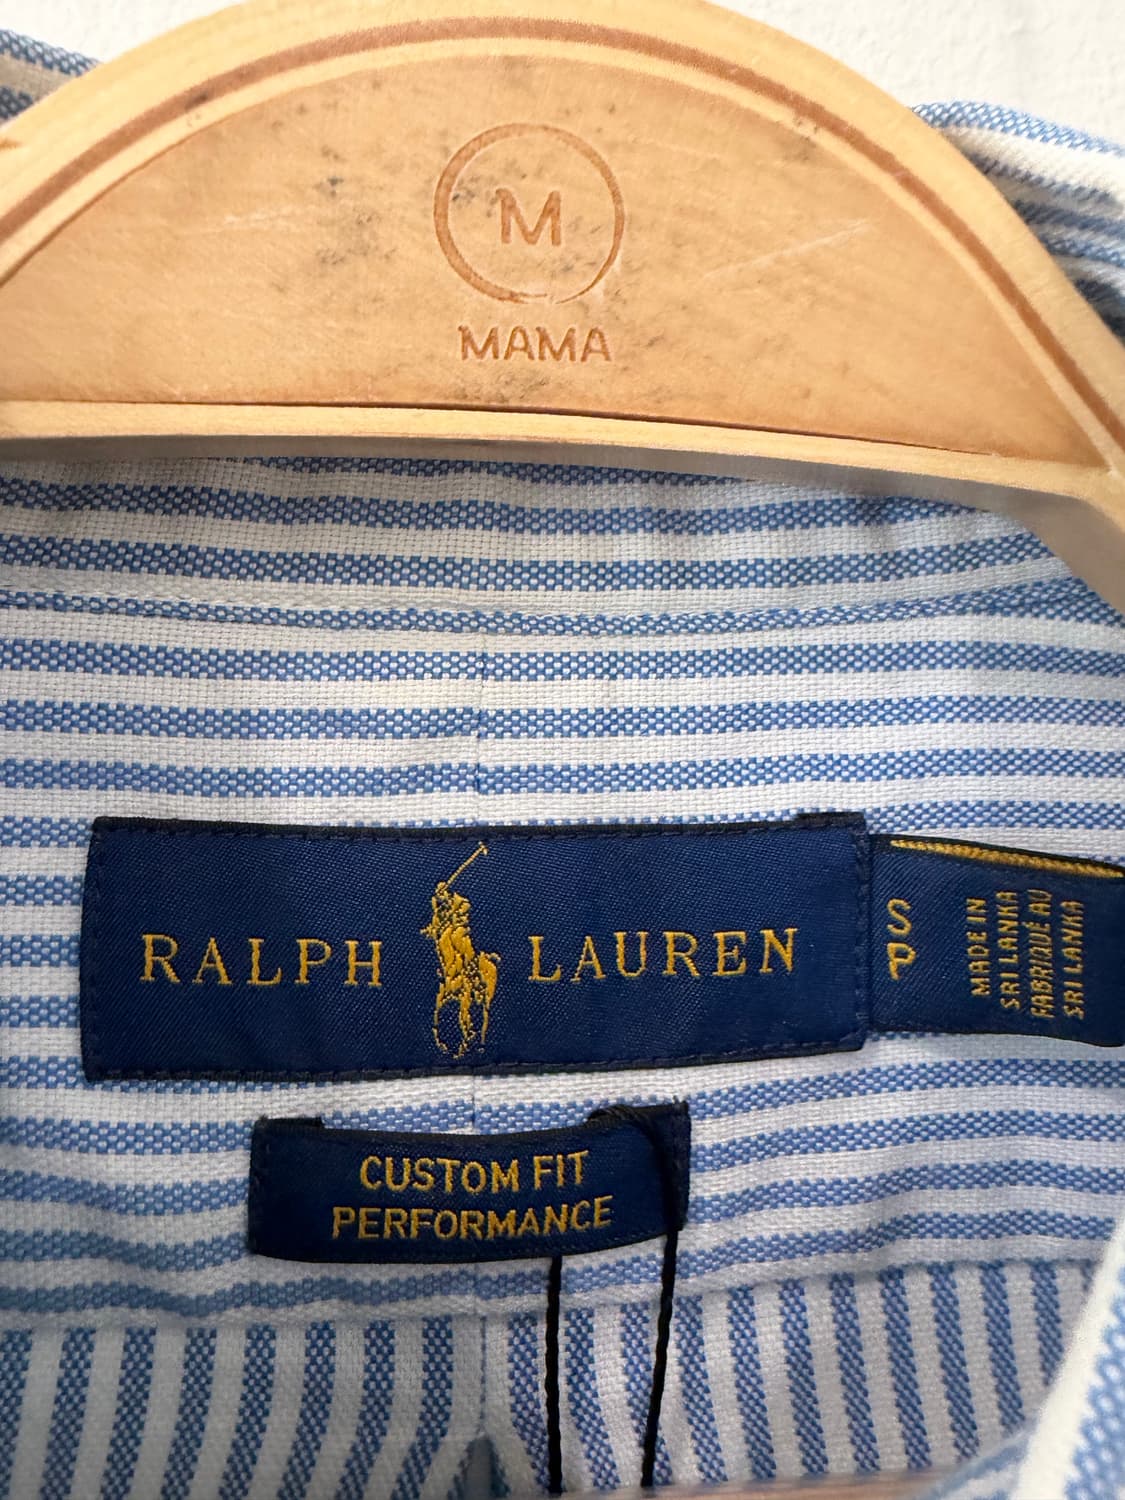 M
MAMA
RALPH LAUREN
S
P
MADE IN
SRI LANKA
FABRIQUÉ AU
SRI LANKA
CUSTOM FIT
PERFORMANCE